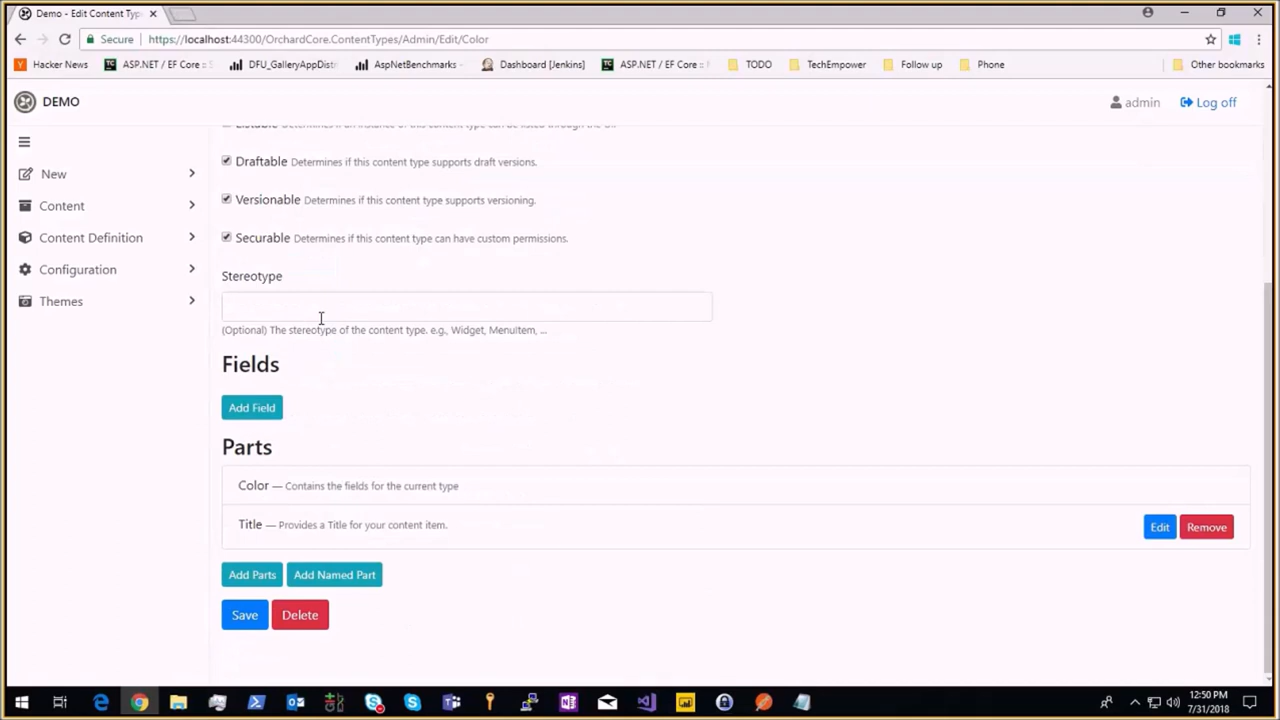 Demo - Edit Content Typ
Secure https://localhost:44300/OrchardCore.ContentTypes/Admin/Edit/Color
Hacker News ASP.NET / EF Core :: DFU_GalleryAppDist AspNetBenchmarks - Dashboard [Jenkins] ASP.NET / EF Core :: TODO TechEmpower Follow up Phone Other bookmarks
DEMO
admin Log off
New
Content
Content Definition
Configuration
Themes
Draftable Determines if this content type supports draft versions.
Versionable Determines if this content type supports versioning.
Securable Determines if this content type can have custom permissions.
Stereotype
(Optional) The stereotype of the content type. e.g., Widget, MenuItem, ...
Fields
Add Field
Parts
Color — Contains the fields for the current type
Title — Provides a Title for your content item.
Edit Remove
Add Parts Add Named Part
Save Delete
12:50 PM
7/31/2018